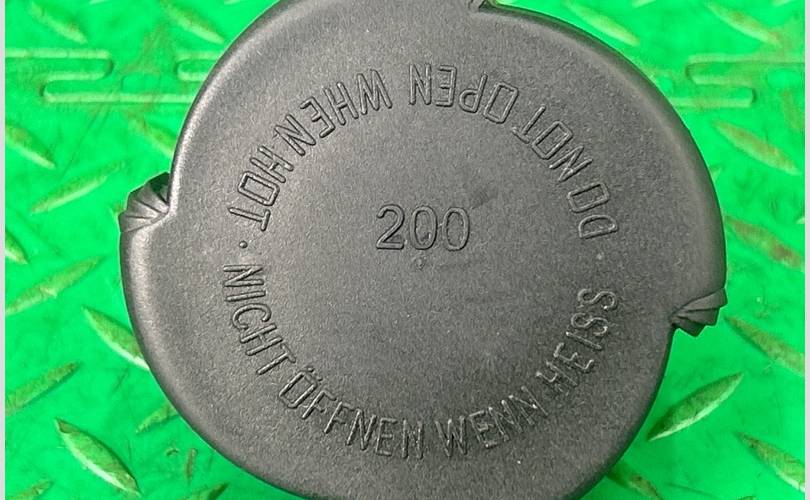 DO NOT OPEN WHEN HOT ·
NICHT ÖFFNEN WENN HEISS ·
200